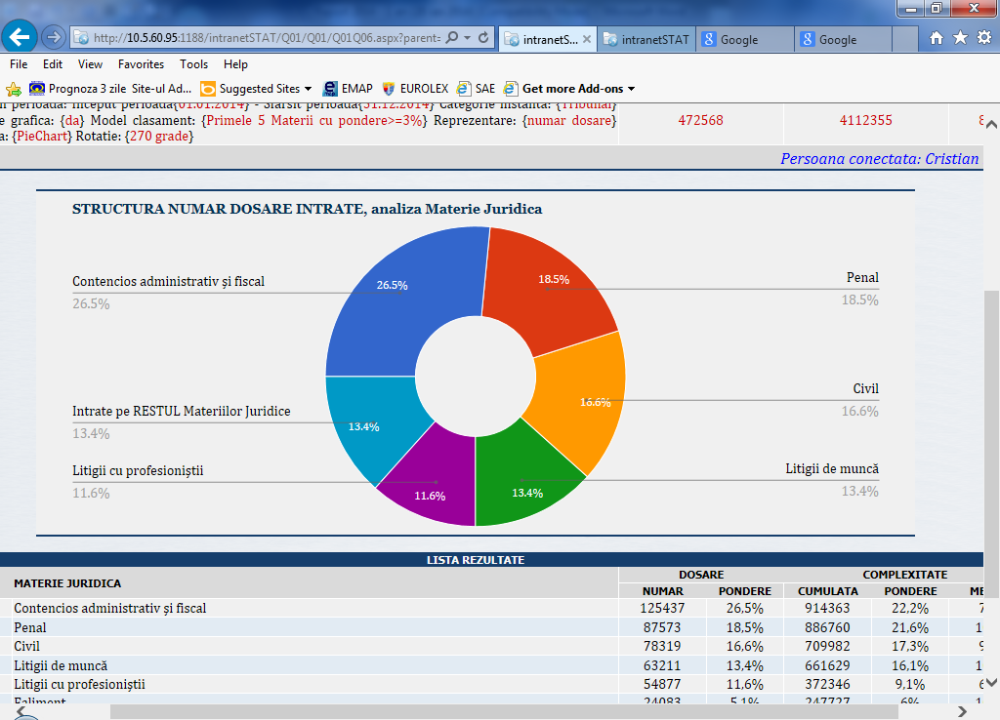 http://10.5.60.95:1188/intranetSTAT/Q01/Q01/Q01Q06.aspx?parent=
intranetS...
intranetSTAT
Google
Google
File Edit View Favorites Tools Help
Prognoza 3 zile Site-ul Ad... Suggested Sites EMAP EUROLEX SAE Get more Add-ons
perioada: Inceput perioada{01.01.2014} - Sfarsit perioada{31.12.2014} Categorie instanta: {Tribunal}
e grafica: {da} Model clasament: {Primele 5 Materii cu pondere>=3%} Reprezentare: {numar dosare} 472568 4112355 8
a: {PieChart} Rotatie: {270 grade}
Persoana conectata: Cristian
STRUCTURA NUMAR DOSARE INTRATE, analiza Materie Juridica
Contencios administrativ şi fiscal
26.5%
Intrate pe RESTUL Materiilor Juridice
13.4%
Litigii cu profesioniştii
11.6%
26.5%
18.5%
16.6%
13.4%
11.6%
13.4%
Penal
18.5%
Civil
16.6%
Litigii de muncă
13.4%
LISTA REZULTATE
MATERIE JURIDICA DOSARE COMPLEXITATE
NUMAR PONDERE CUMULATA PONDERE ME
Contencios administrativ şi fiscal 125437 26,5% 914363 22,2% 7
Penal 87573 18,5% 886760 21,6% 1
Civil 78319 16,6% 709982 17,3% 9
Litigii de muncă 63211 13,4% 661629 16,1% 1
Litigii cu profesioniştii 54877 11,6% 372346 9,1% 6
Faliment 24083 5,1% 247727 6% 1